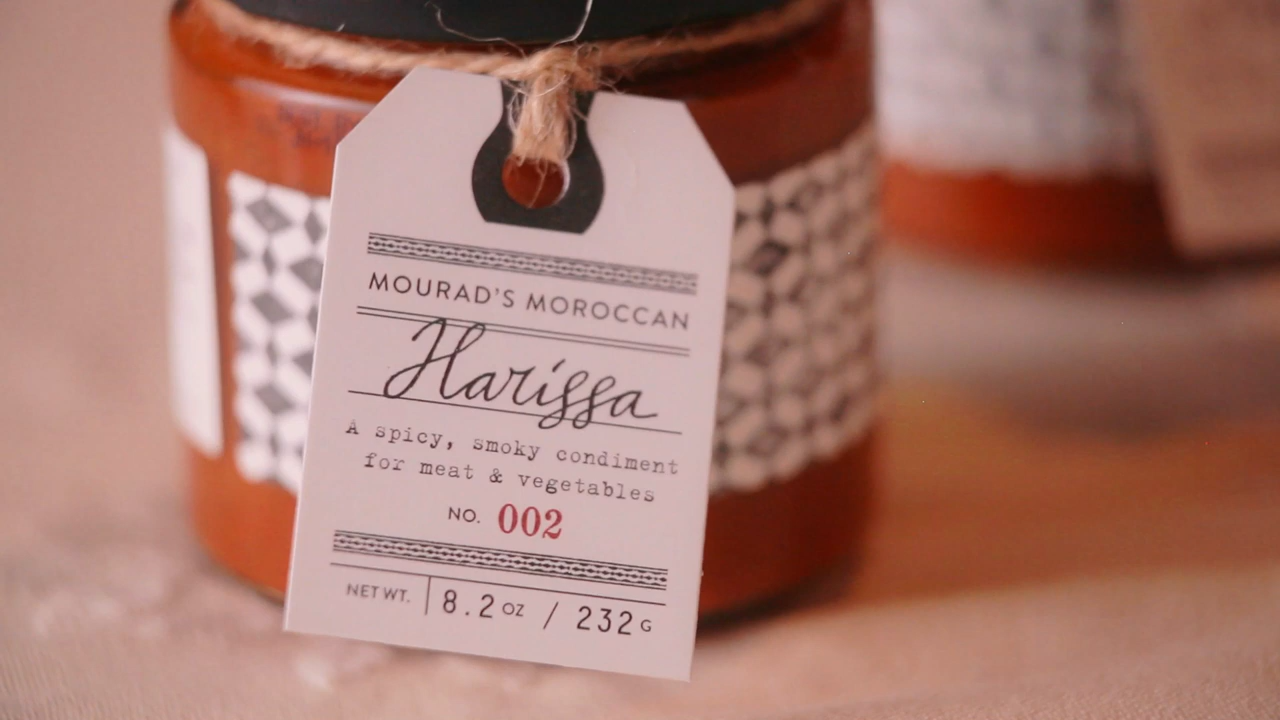 MOURAD'S MOROCCAN
Harissa
A spicy, smoky condiment
for meat & vegetables
NO. 002
NET WT. 8.2 OZ / 232 G